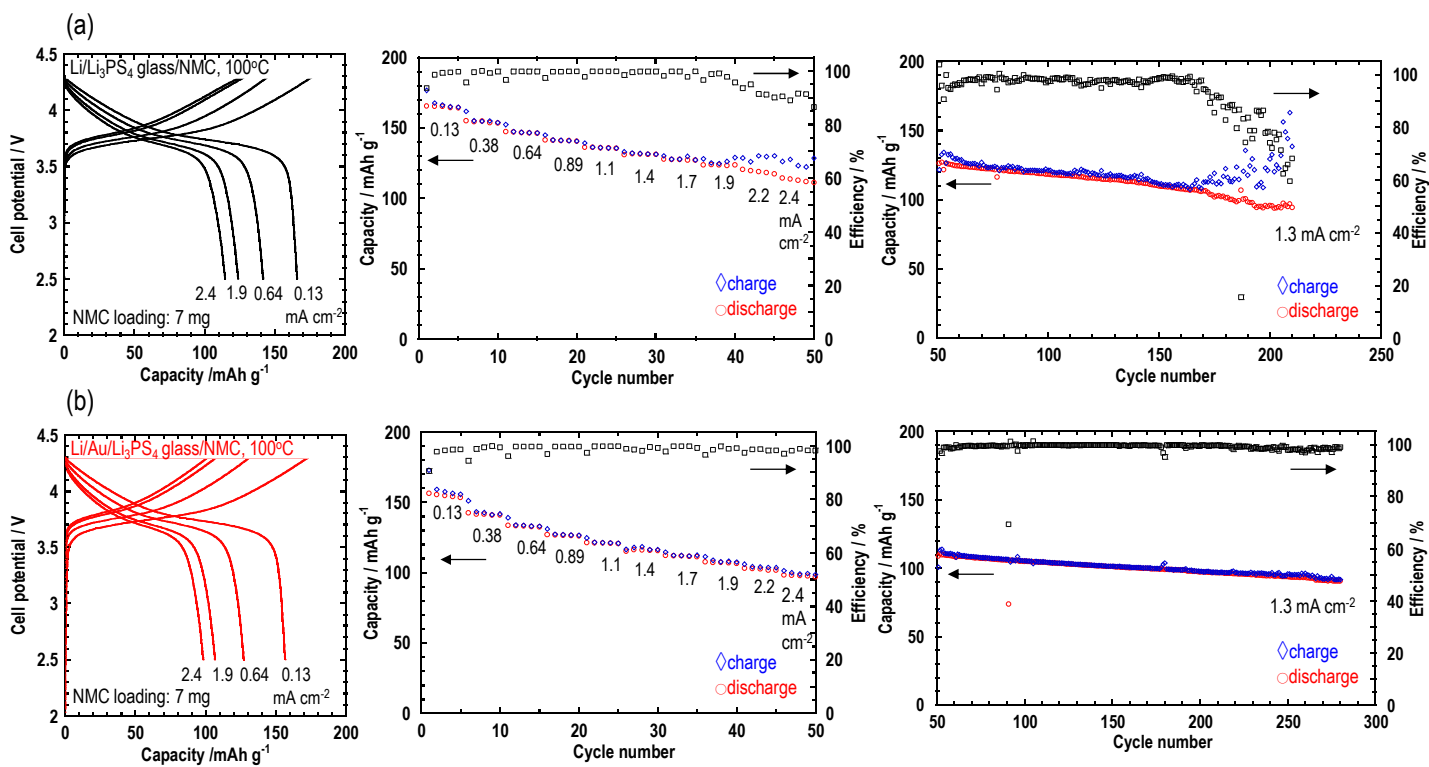 (a)
Li/Li3PS4 glass/NMC, 100oC
4.5
4
3.5
3
2.5
2
Cell potential / V
2.4 1.9 0.64 0.13
NMC loading: 7 mg mA cm-2
0 50 100 150 200
Capacity /mAh g-1
200
150
100
50
0
Capacity / mAh g-1
0.13 0.38 0.64 0.89 1.1 1.4 1.7 1.9 2.2 2.4
mA
cm-2
◇charge
○discharge
100
80
60
40
20
0
Efficiency / %
0 10 20 30 40 50
Cycle number
200
150
100
50
0
Capacity / mAh g-1
1.3 mA cm-2
◇charge
○discharge
100
80
60
40
20
0
Efficiency / %
50 100 150 200 250
Cycle number
(b)
Li/Au/Li3PS4 glass/NMC, 100oC
4.5
4
3.5
3
2.5
2
Cell potential / V
2.4 1.9 0.64 0.13
NMC loading: 7 mg mA cm-2
0 50 100 150 200
Capacity /mAh g-1
200
150
100
50
0
Capacity / mAh g-1
0.13 0.38 0.64 0.89 1.1 1.4 1.7 1.9 2.2 2.4
mA
cm-2
◇charge
○discharge
100
80
60
40
20
0
Efficiency / %
0 10 20 30 40 50
Cycle number
200
150
100
50
0
Capacity / mAh g-1
1.3 mA cm-2
◇charge
○discharge
100
80
60
40
20
0
Efficiency / %
50 100 150 200 250 300
Cycle number